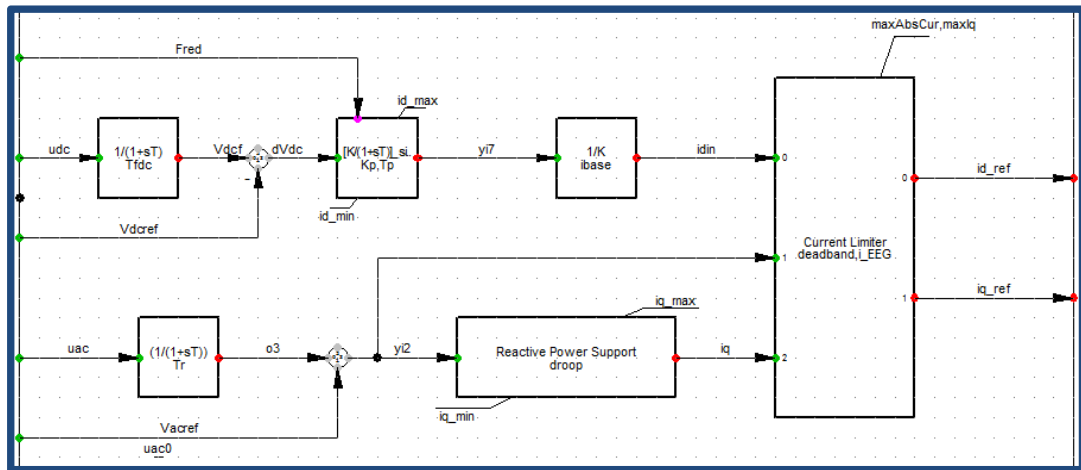 maxAbsCur,maxIq
Fred
id_max
udc
1/(1+sT)
Tfdc
Vdcf
dVdc
-
[K/(1+sT)]_si.
Kp,Tp
yi7
1/K
ibase
idin
0
id_min
Vdcref
0
id_ref
Current Limiter
deadband,i_EEG
1
1
iq_ref
iq_max
uac
(1/(1+sT))
Tr
o3
yi2
Reactive Power Support
droop
iq
2
iq_min
Vacref
uac0